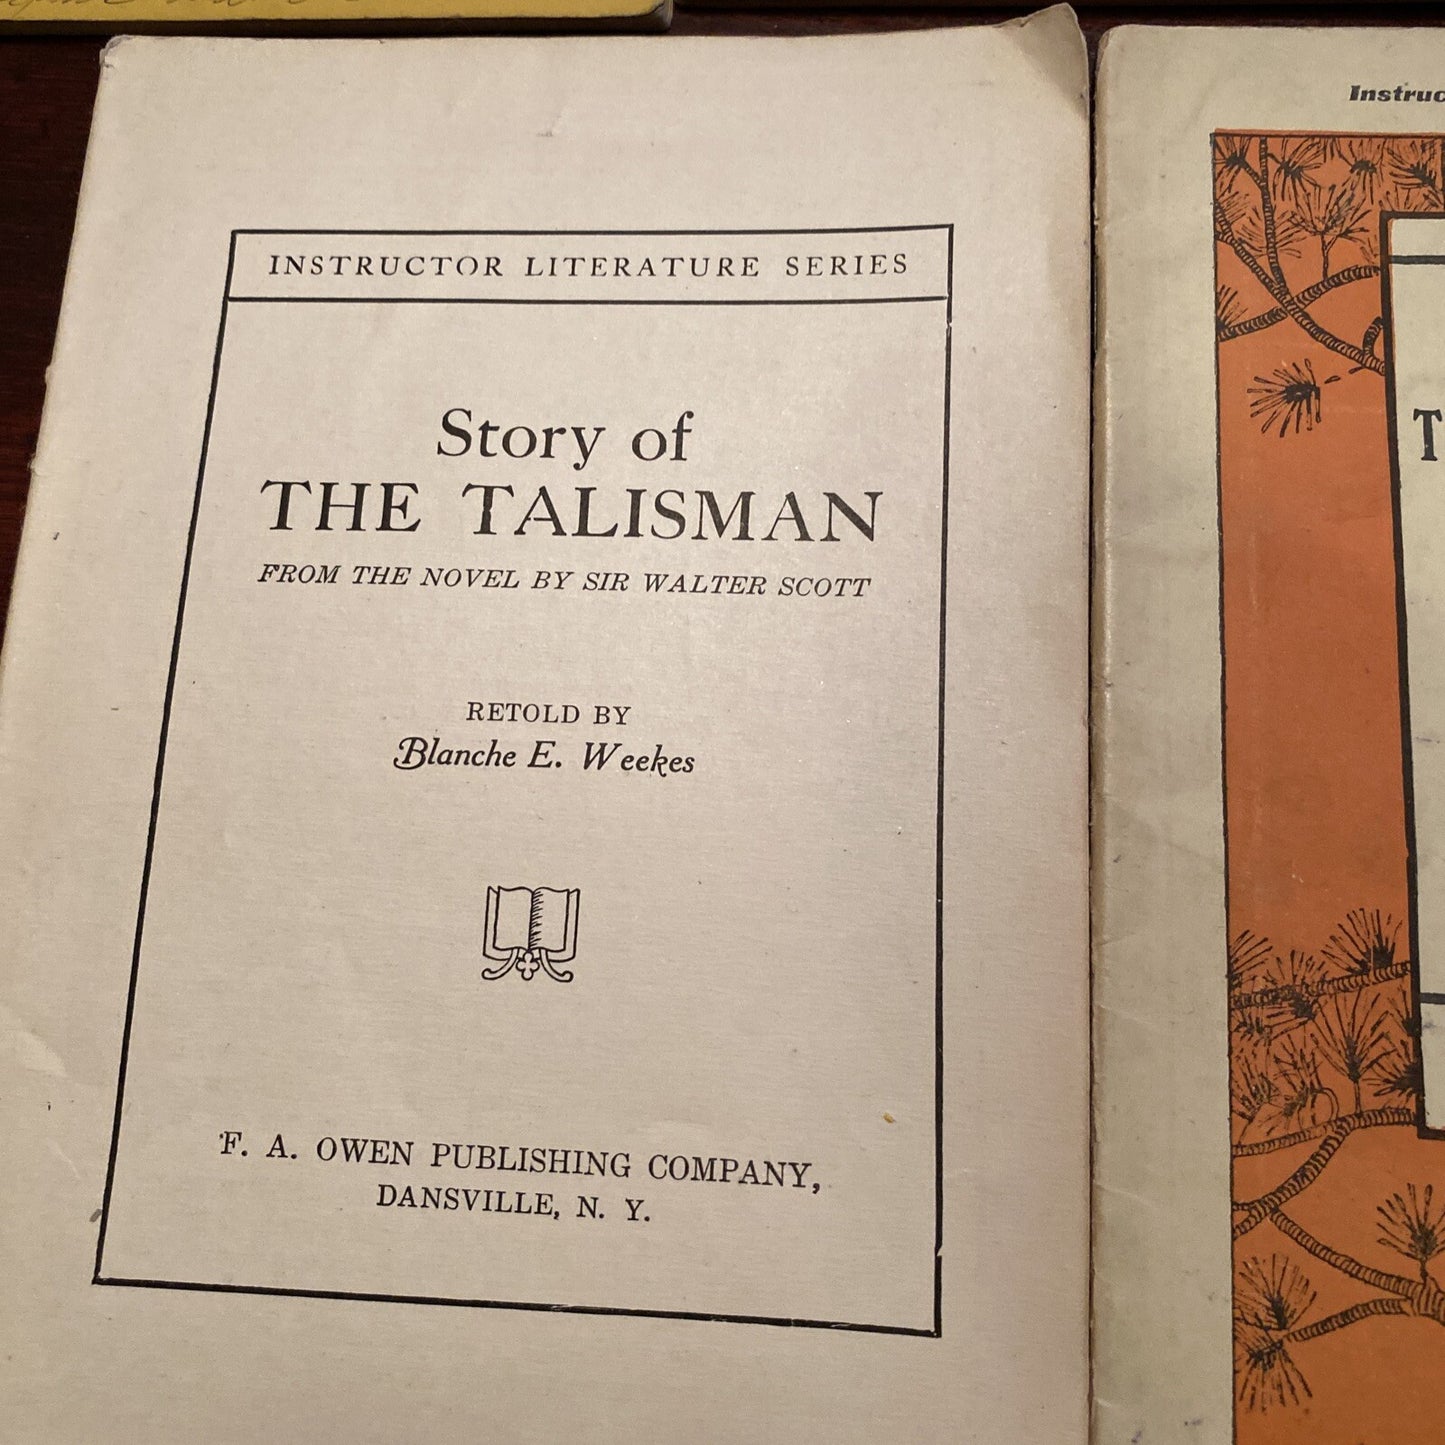 INSTRUCTOR LITERATURE SERIES
Story of
THE TALISMAN
FROM THE NOVEL BY SIR WALTER SCOTT
RETOLD BY
Blanche E. Weekes
F. A. OWEN PUBLISHING COMPANY,
DANSVILLE, N. Y.
Instruc
T